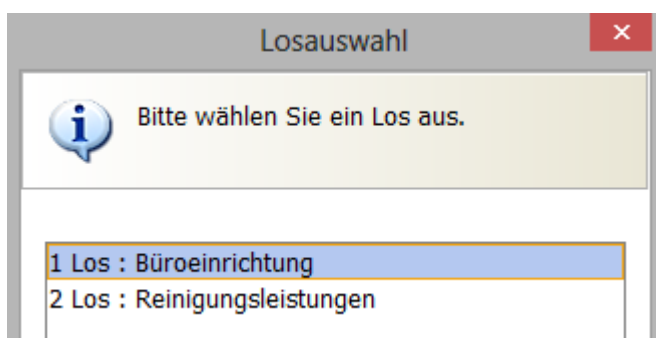 Losauswahl
Bitte wählen Sie ein Los aus.
1 Los : Büroeinrichtung
2 Los : Reinigungsleistungen